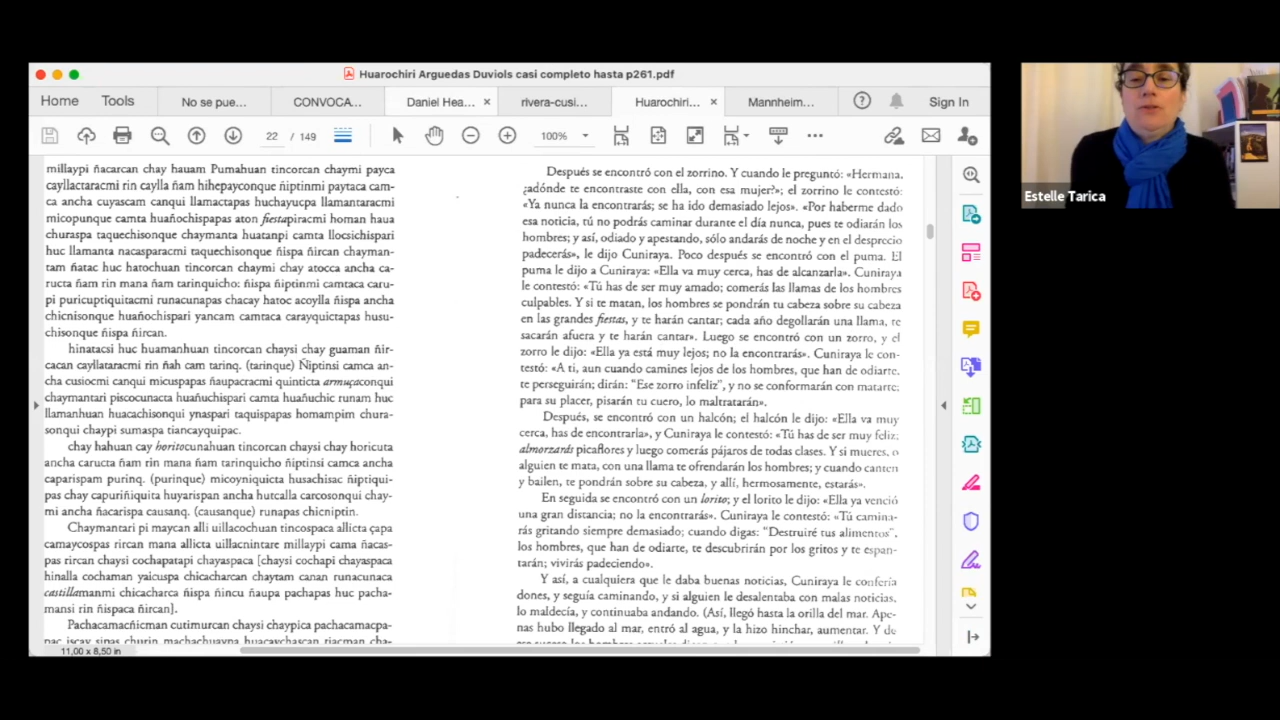 Huarochiri Arguedas Duviols casi completo hasta p261.pdf
Home Tools No se pue... CONVOCA... Daniel Hea... × rivera-cusi... Huarochiri... × Mannheim... Sign In
22 / 149 100%
millaypi ñacarcan chay hauam Pumahuan tincorcan chaymi payca
cayllactaracmi rin caylla ñam hihepayconque ñiptinmi paytaca cam-
ca ancha cuyascam canqui llamactapas huchayucpa llamantaracmi
micopunque camta huañochispapas aton fiestapiracmi homan haua
churaspa taquechisonque chaymanta huatanpi camta llocsichispari
huc llamanta nacasparacmi taquechisonque ñispa ñircan chayman-
tam ñatac huc hatochuan tincorcan chaymi chay atocca ancha ca-
ructa ñam rin mana ñam tarinquicho: ñispa ñiptinmi camtaca caru-
pi puricuptiquitacmi runacunapas chacay hatoc acoylla ñispa ancha
chicnisonque huañochispari yancam camtaca carayquictapas husu-
chisonque ñispa ñircan.
hinatacsi huc huamanhuan tincorcan chaysi chay guaman ñir-
cacan cayllataracmi rin ñah cam tarinq. (tarinque) Ñiptinsi camca an-
cha cusiocmi canqui micuspapas ñaupacracmi quinticta armuçaconqui
chaymantari piscocunacta huañuchispari camta huañuchic runam huc
llamanhuan huacachisonqui ynaspari taquispapas homampim chura-
sonqui chaypi sumaspa tiancayquipac.
chay hahuan cay horitocunahuan tincorcan chaysi chay horicuta
ancha caructa ñam rin mana ñam tarinquicho ñiptinsi camca ancha
caparispam purinq. (purinque) micoyniquicta husachisac ñiptiqui-
pas chay capuriñiquita huyarispan ancha hutcalla carcosonqui chay-
mi ancha ñacarispa causanq. (causanque) runapas chicniptin.
Chaymantari pi maycan alli uillacochuan tincospaca allicta çapa
camaycospas rircan mana allicta uillacnintare millaypi cama ñacas-
pas rircan chaysi cochapatapi chayaspaca [chaysi cochapi chayaspaca
hinalla cochaman yaicuspa chicacharcan chaytam canan runacunaca
castillamanmi chicacharca ñispa ñincu ñaupa pachapas huc pacha-
mansi rin ñispaca ñircan].
Pachacamacñicman cutimurcan chaysi chaypica pachacamacpa-
pac iscay sipas churin machachuayna huacaychascan tiacman cha-
11,00 x 8,50 in
Después se encontró con el zorrino. Y cuando le preguntó: «Hermana,
¿adónde te encontraste con ella, con esa mujer?»; el zorrino le contestó:
«Ya nunca la encontrarás; se ha ido demasiado lejos». «Por haberme dado
esa noticia, tú no podrás caminar durante el día nunca, pues te odiarán los
hombres; y así, odiado y apestando, sólo andarás de noche y en el desprecio
padecerás», le dijo Cuniraya. Poco después se encontró con el puma. El
puma le dijo a Cuniraya: «Ella va muy cerca, has de alcanzarla». Cuniraya
le contestó: «Tú has de ser muy amado; comerás las llamas de los hombres
culpables. Y si te matan, los hombres se pondrán tu cabeza sobre su cabeza
en las grandes fiestas, y te harán cantar; cada año degollarán una llama, te
sacarán afuera y te harán cantar». Luego se encontró con un zorro, y el
zorro le dijo: «Ella ya está muy lejos; no la encontrarás». Cuniraya le con-
testó: «A ti, aun cuando camines lejos de los hombres, que han de odiarte,
te perseguirán; dirán: "Ese zorro infeliz", y no se conformarán con matarte;
para su placer, pisarán tu cuero, lo maltratarán».
Después, se encontró con un halcón; el halcón le dijo: «Ella va muy
cerca, has de encontrarla», y Cuniraya le contestó: «Tú has de ser muy feliz;
almorzarás picaflores y luego comerás pájaros de todas clases. Y si mueres, o
alguien te mata, con una llama te ofrendarán los hombres; y cuando canten
y bailen, te pondrán sobre su cabeza, y allí, hermosamente, estarás».
En seguida se encontró con un lorito; y el lorito le dijo: «Ella ya venció
una gran distancia; no la encontrarás». Cuniraya le contestó: «Tú camina-
rás gritando siempre demasiado; cuando digas: "Destruiré tus alimentos",
los hombres, que han de odiarte, te descubrirán por los gritos y te espan-
tarán; vivirás padeciendo».
Y así, a cualquiera que le daba buenas noticias, Cuniraya le confería
dones, y seguía caminando, y si alguien le desalentaba con malas noticias,
lo maldecía, y continuaba andando. (Así, llegó hasta la orilla del mar. Ape-
nas hubo llegado al mar, entró al agua, y la hizo hinchar, aumentar. Y de
Estelle Tarica